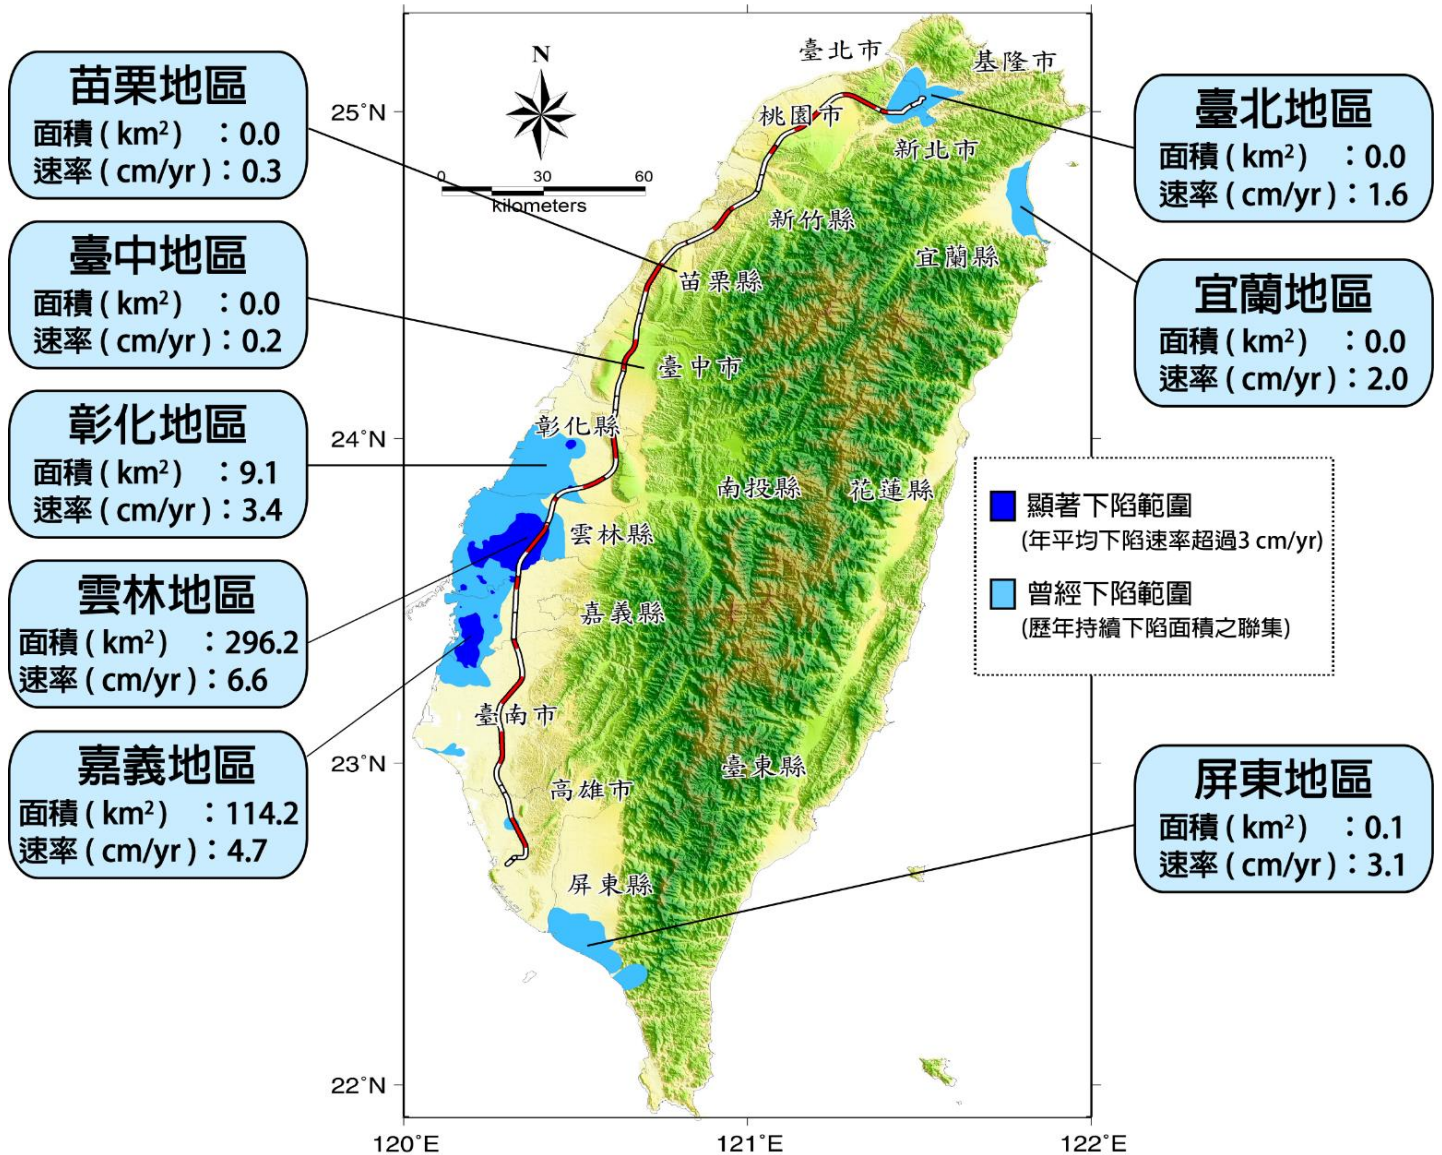 苗栗地區
面積 ( km² ) ：0.0
速率 ( cm/yr )：0.3
臺中地區
面積 ( km² ) ：0.0
速率 ( cm/yr )：0.2
彰化地區
面積 ( km² ) ：9.1
速率 ( cm/yr )：3.4
雲林地區
面積 ( km² ) ：296.2
速率 ( cm/yr )：6.6
嘉義地區
面積 ( km² ) ：114.2
速率 ( cm/yr )：4.7
N
0 30 60
kilometers
25°N
24°N
23°N
22°N
120°E 121°E 122°E
臺北市
基隆市
桃園市
新北市
新竹縣
宜蘭縣
苗栗縣
臺中市
彰化縣
南投縣
花蓮縣
雲林縣
嘉義縣
臺南市
臺東縣
高雄市
屏東縣
臺北地區
面積 ( km² ) ：0.0
速率 ( cm/yr )：1.6
宜蘭地區
面積 ( km² ) ：0.0
速率 ( cm/yr )：2.0
顯著下陷範圍
(年平均下陷速率超過3 cm/yr)
曾經下陷範圍
(歷年持續下陷面積之聯集)
屏東地區
面積 ( km² ) ：0.1
速率 ( cm/yr )：3.1